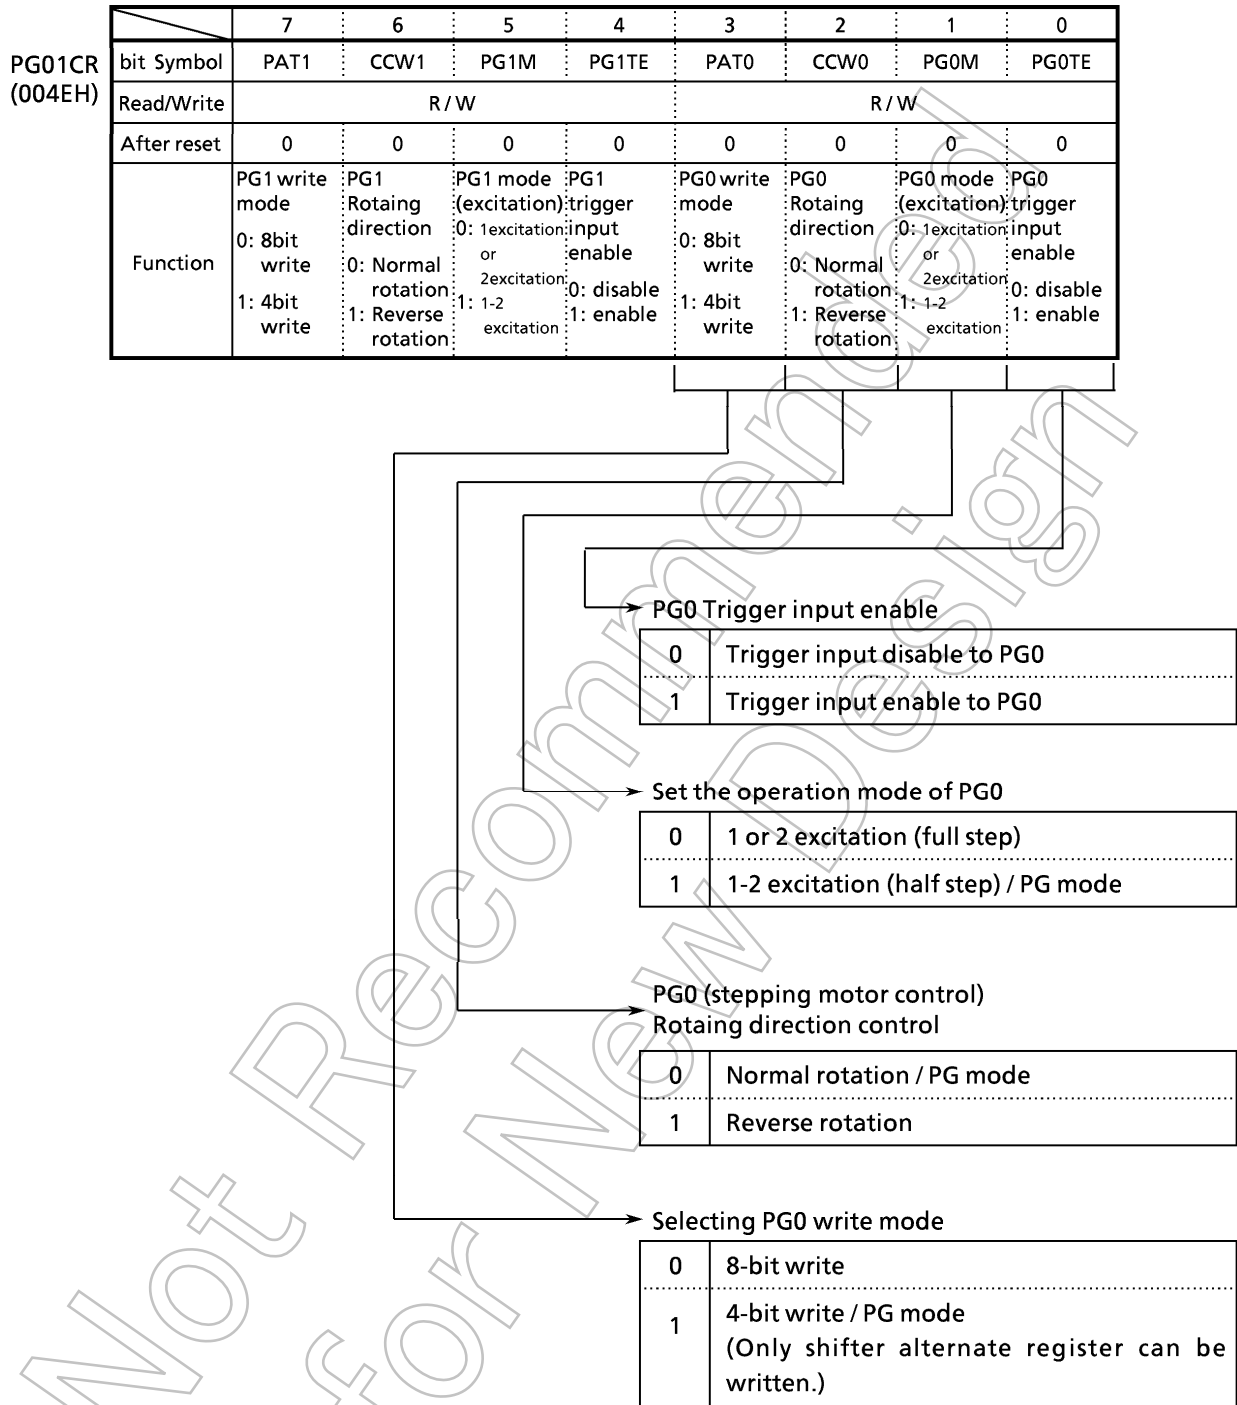 7 6 5 4 3 2 1 0
PG01CR
(004EH)
bit Symbol PAT1 CCW1 PG1M PG1TE PAT0 CCW0 PG0M PG0TE
Read/Write R / W R / W
After reset 0 0 0 0 0 0 0 0
Function
PG1 write
mode
0: 8bit
write
1: 4bit
write
PG1
Rotaing
direction
0: Normal
rotation
1: Reverse
rotation
PG1 mode
(excitation)
0: 1excitation
or
2excitation
1: 1-2
excitation
PG1
trigger
input
enable
0: disable
1: enable
PG0 write
mode
0: 8bit
write
1: 4bit
write
PG0
Rotaing
direction
0: Normal
rotation
1: Reverse
rotation
PG0 mode
(excitation)
0: 1excitation
or
2excitation
1: 1-2
excitation
PG0
trigger
input
enable
0: disable
1: enable
PG0 Trigger input enable
0 Trigger input disable to PG0
1 Trigger input enable to PG0
Set the operation mode of PG0
0 1 or 2 excitation (full step)
1 1-2 excitation (half step) / PG mode
PG0 (stepping motor control)
Rotaing direction control
0 Normal rotation / PG mode
1 Reverse rotation
Selecting PG0 write mode
0 8-bit write
1 4-bit write / PG mode
(Only shifter alternate register can be
written.)
Not Recommended
for New Design